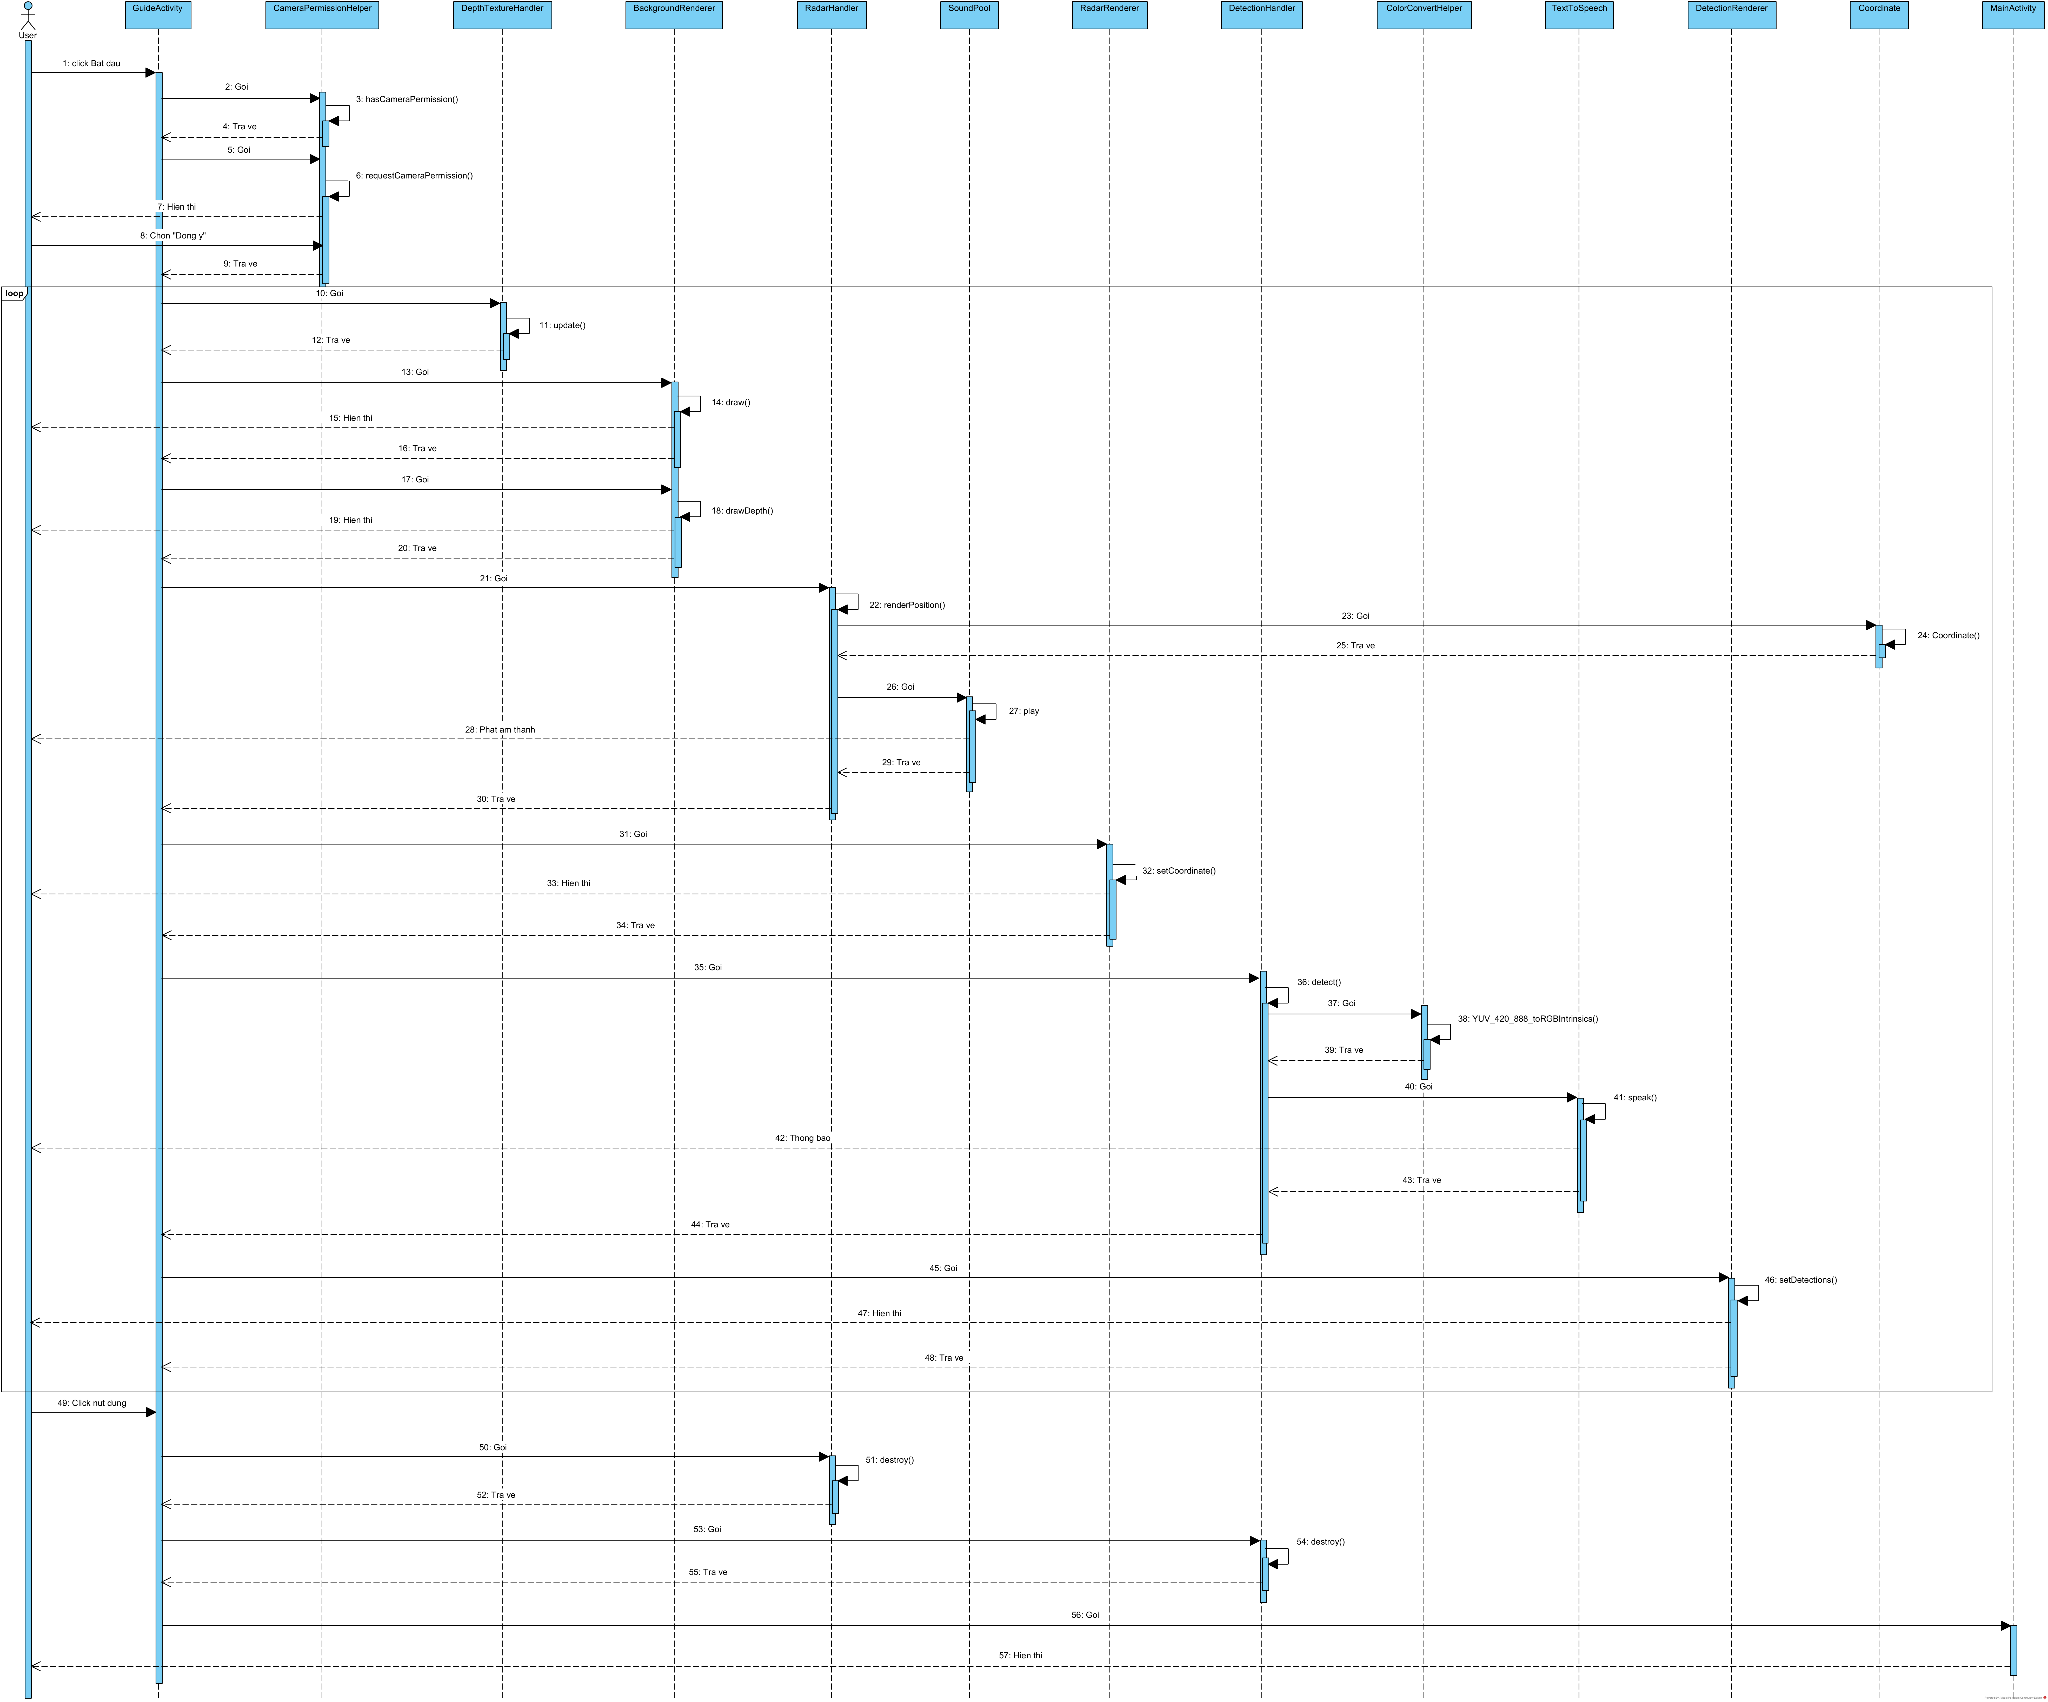 GuideActivity
CameraPermissionHelper
DepthTextureHandler
BackgroundRenderer
RadarHandler
SoundPool
RadarRenderer
DetectionHandler
ColorConvertHelper
TextToSpeech
DetectionRenderer
Coordinate
MainActivity
User
1: click Bat dau
2: Goi
3: hasCameraPermission()
4: Tra ve
5: Goi
6: requestCameraPermission()
7: Hien thi
8: Chon "Dong y"
9: Tra ve
loop
10: Goi
11: update()
12: Tra ve
13: Goi
14: draw()
15: Hien thi
16: Tra ve
17: Goi
18: drawDepth()
19: Hien thi
20: Tra ve
21: Goi
22: renderPosition()
23: Goi
24: Coordinate()
25: Tra ve
26: Goi
27: play
28: Phat am thanh
29: Tra ve
30: Tra ve
31: Goi
32: setCoordinate()
33: Hien thi
34: Tra ve
35: Goi
36: detect()
37: Goi
38: YUV_420_888_toRGBIntrinsics()
39: Tra ve
40: Goi
41: speak()
42: Thong bao
43: Tra ve
44: Tra ve
45: Goi
46: setDetections()
47: Hien thi
48: Tra ve
49: Click nut dung
50: Goi
51: destroy()
52: Tra ve
53: Goi
54: destroy()
55: Tra ve
56: Goi
57: Hien thi